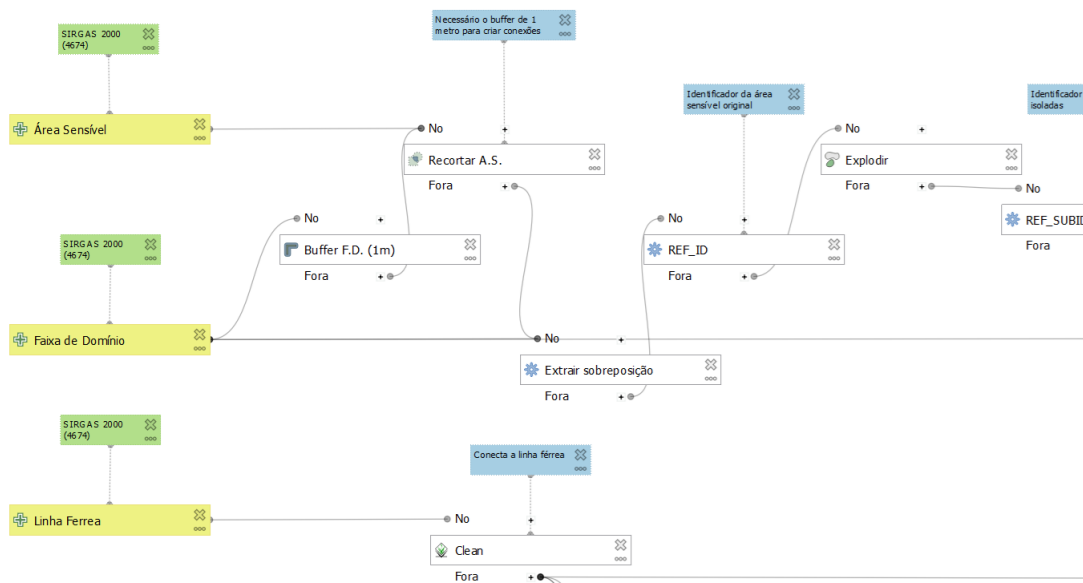 Necessário o buffer de 1
metro para criar conexões
SIRGAS 2000
(4674)
Identificador da área
sensível original
Identificador
isoladas
Área Sensível
No
No
Recortar A.S.
Explodir
Fora
Fora
No
No
No
REF_SUBID
SIRGAS 2000
(4674)
Buffer F.D. (1m)
REF_ID
Fora
Fora
Fora
Faixa de Domínio
No
Extrair sobreposição
Fora
SIRGAS 2000
(4674)
Conecta a linha férrea
Linha Ferrea
No
Clean
Fora